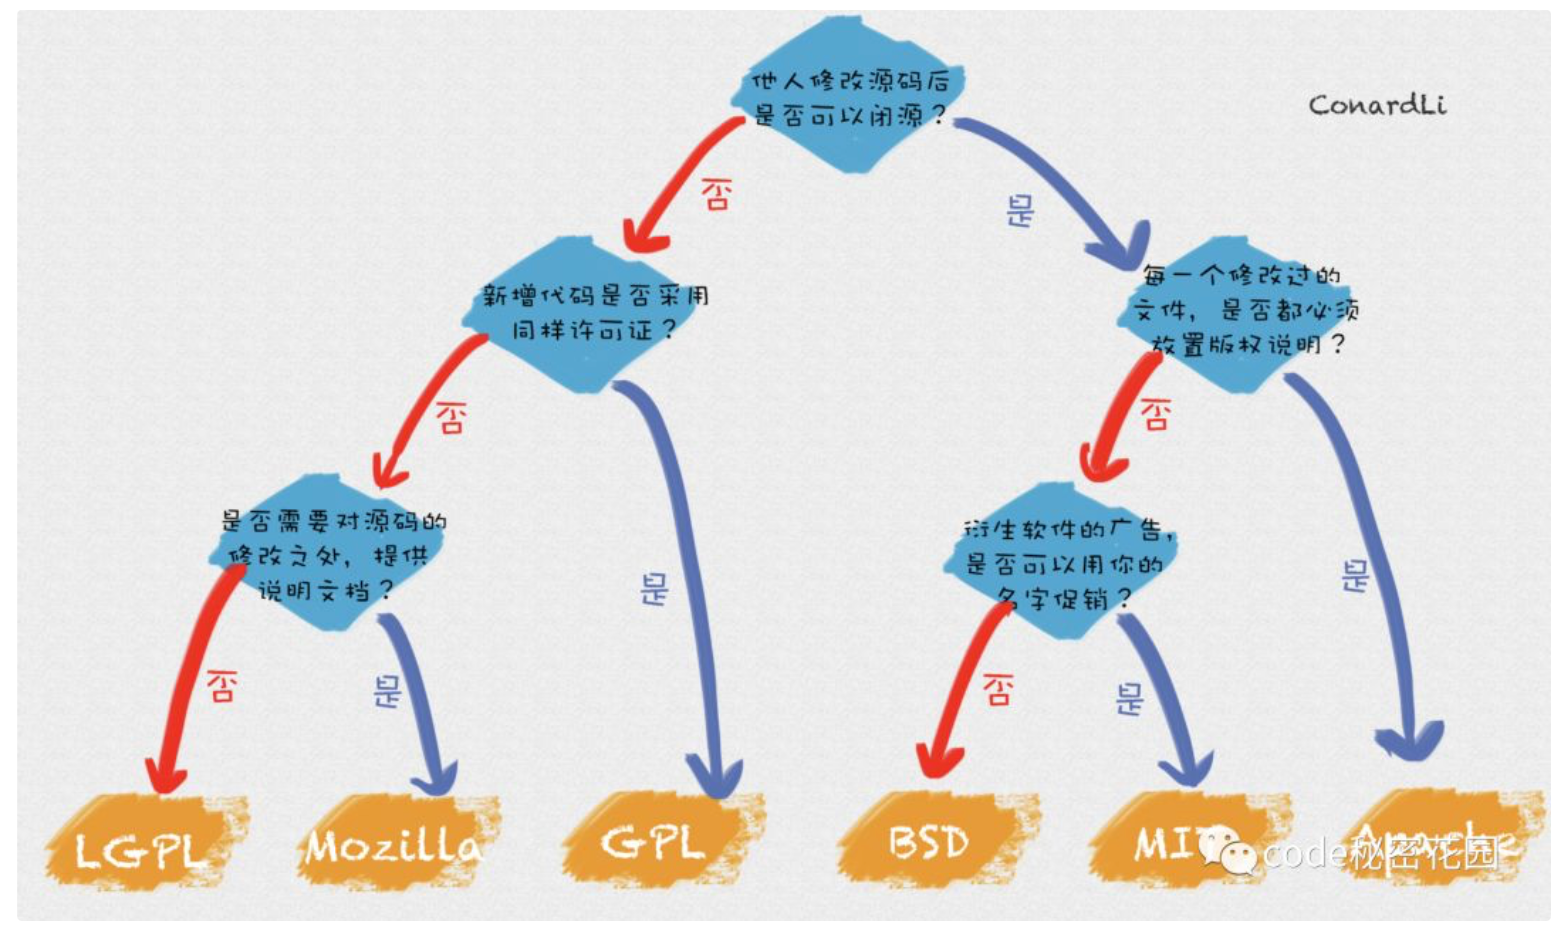 他人修改源码后
是否可以闭源？
ConardLi
否
是
新增代码是否采用
同样许可证？
每一个修改过的
文件，是否都必须
放置版权说明？
否
否
是否需要对源码的
修改之处，提供
说明文档？
衍生软件的广告，
是否可以用你的
名字促销？
是
是
否
是
否
是
LGPL
Mozilla
GPL
BSD
MIT
Apache
code秘密花园